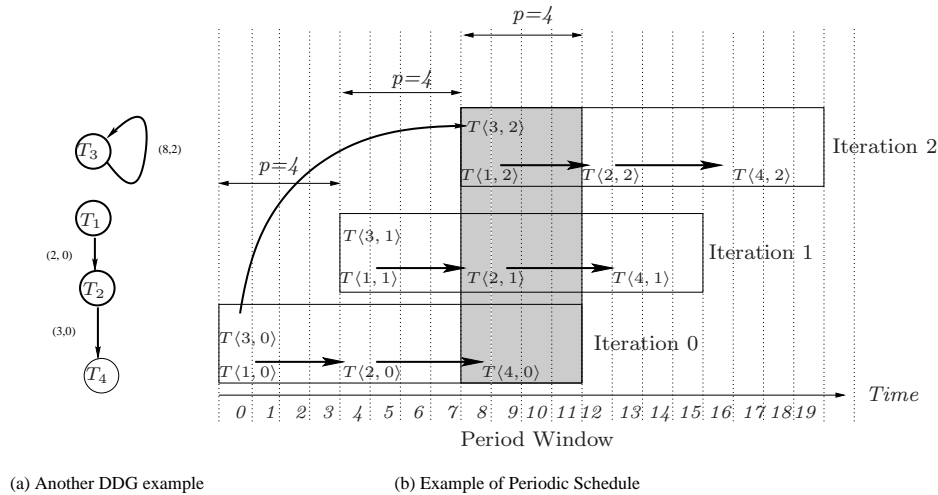 p=4
p=4
p=4
T₃
(8,2)
T⟨3, 2⟩
Iteration 2
T⟨1, 2⟩
T⟨2, 2⟩
T⟨4, 2⟩
T₁
(2, 0)
T₂
T⟨3, 1⟩
Iteration 1
T⟨1, 1⟩
T⟨2, 1⟩
T⟨4, 1⟩
(3,0)
T₄
T⟨3, 0⟩
Iteration 0
T⟨1, 0⟩
T⟨2, 0⟩
T⟨4, 0⟩
Time
0 1 2 3 4 5 6 7 8 9 10 11 12 13 14 15 16 17 18 19
Period Window
(a) Another DDG example
(b) Example of Periodic Schedule